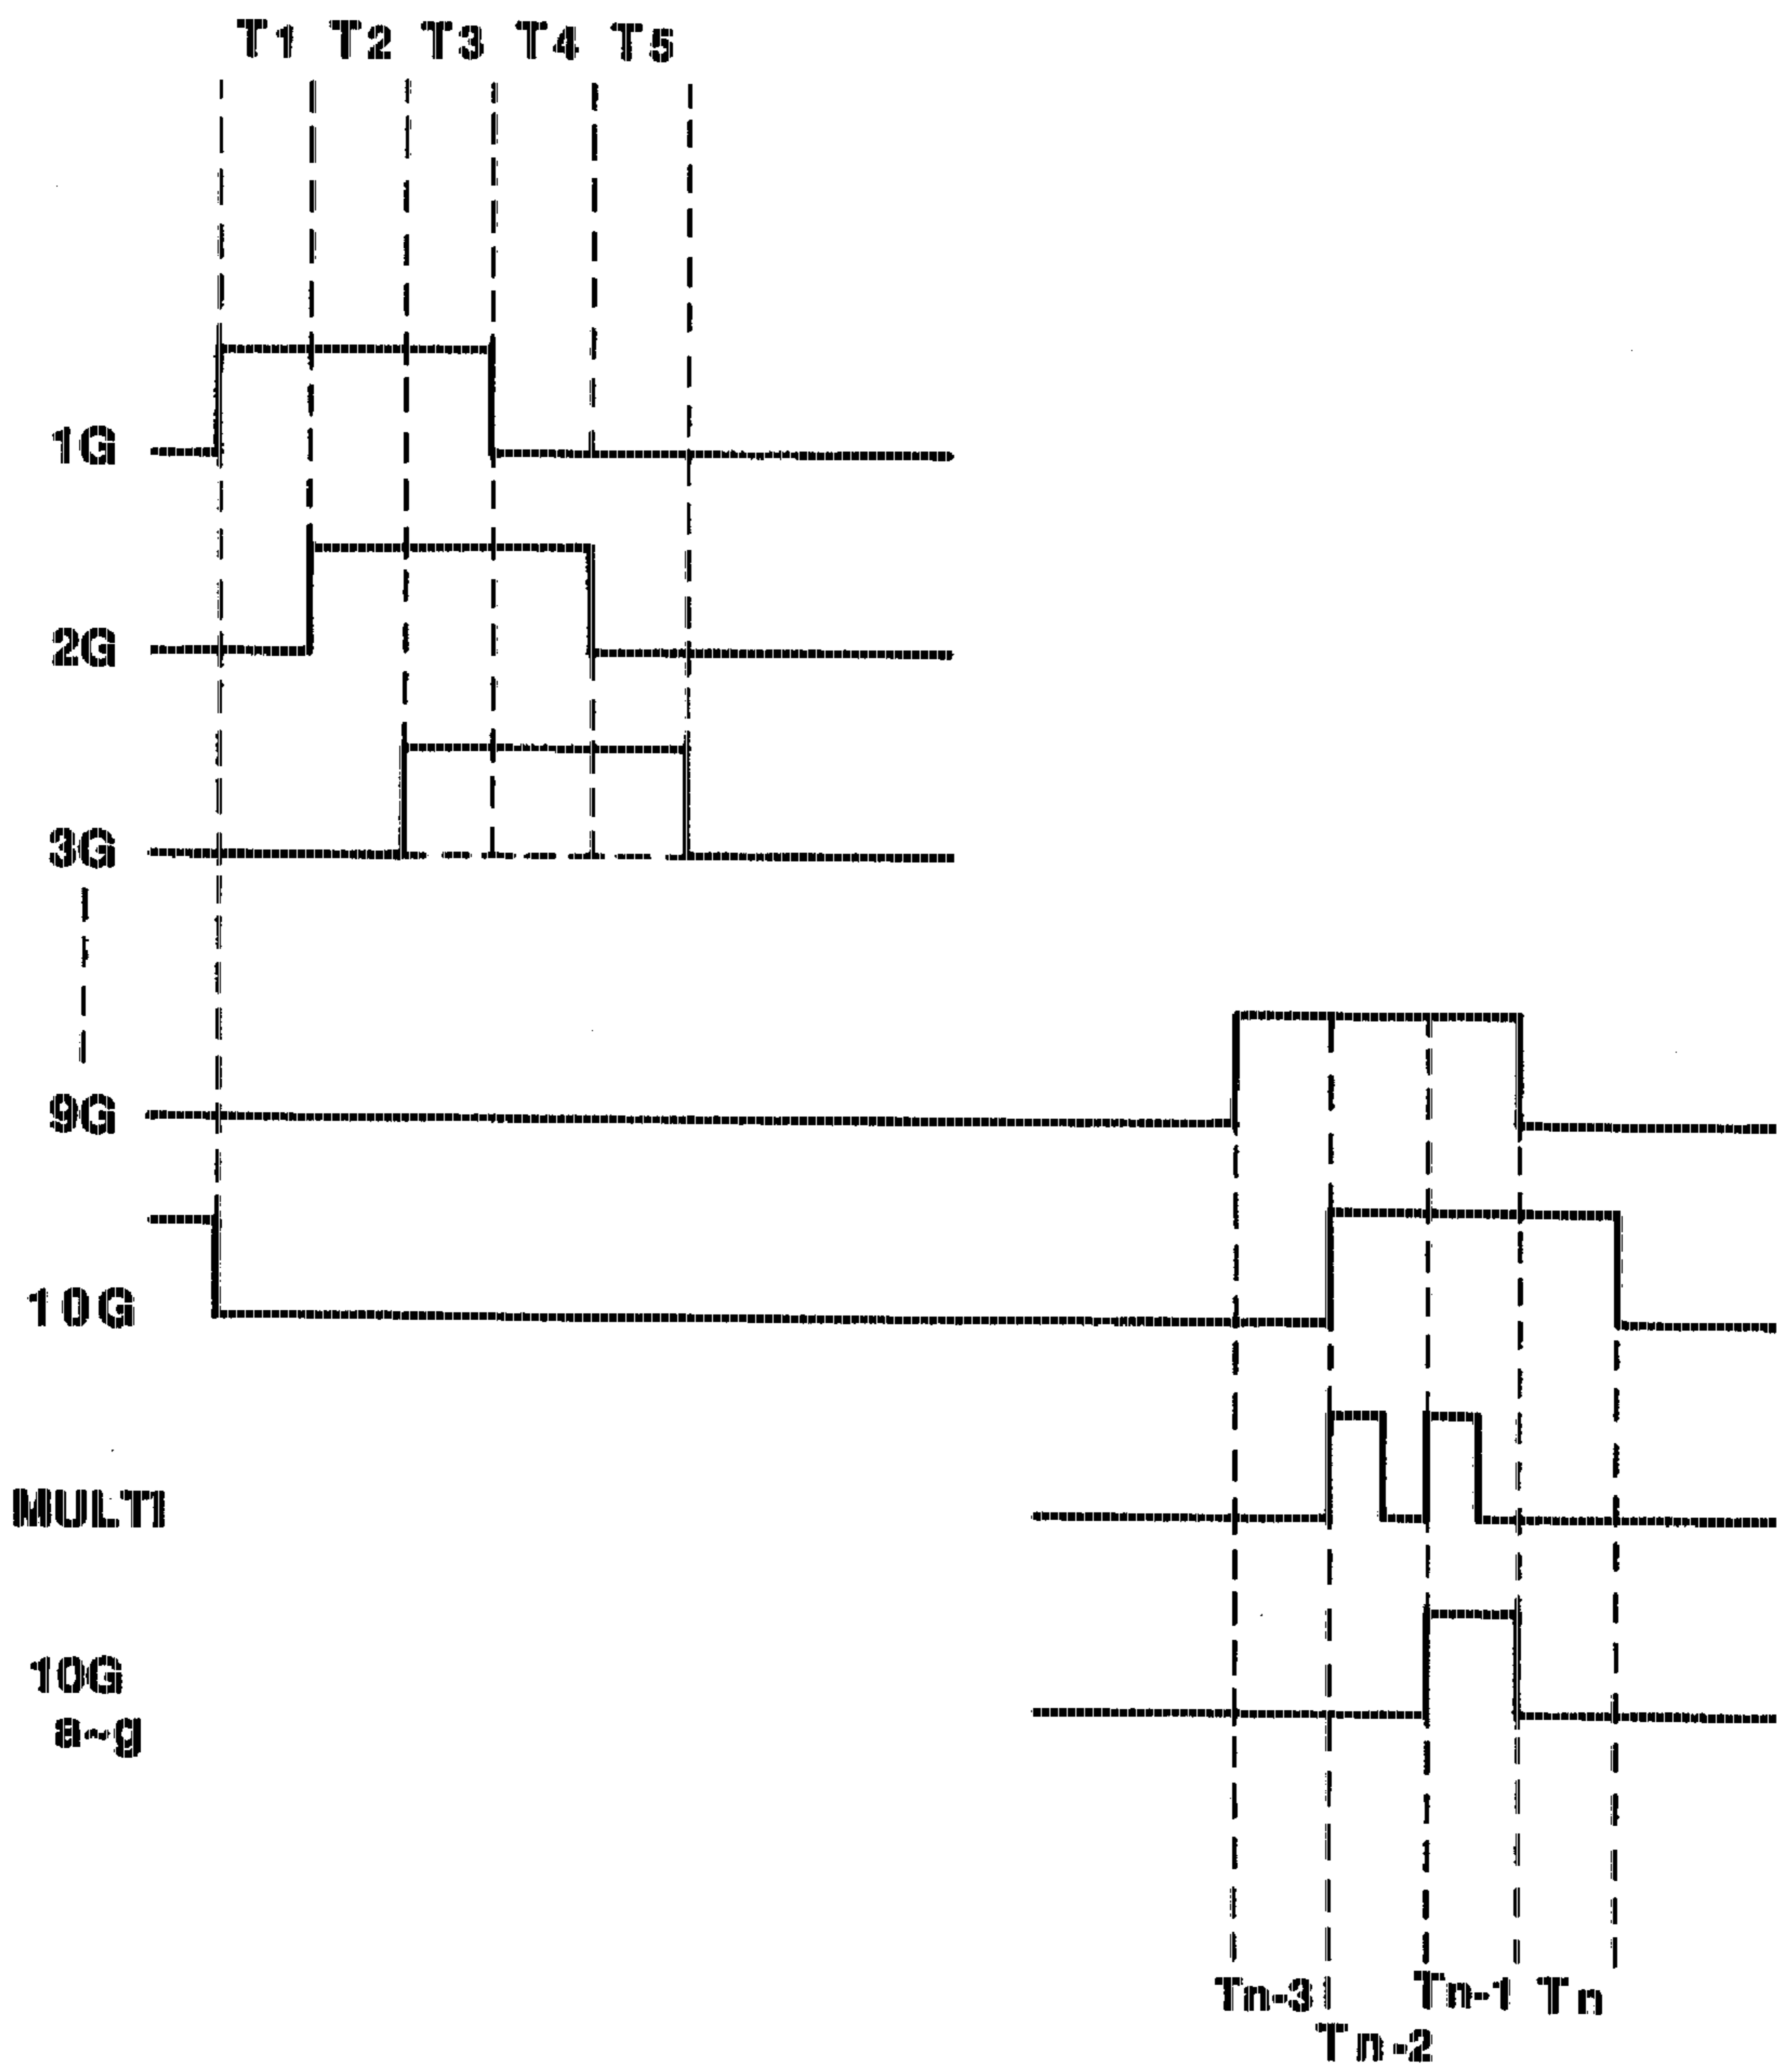 T1 T2 T3 T4 T5
1G
2G
3G
9G
10G
MULTI
10G
a~g
Tn-3 Tn-1 Tn
Tn-2